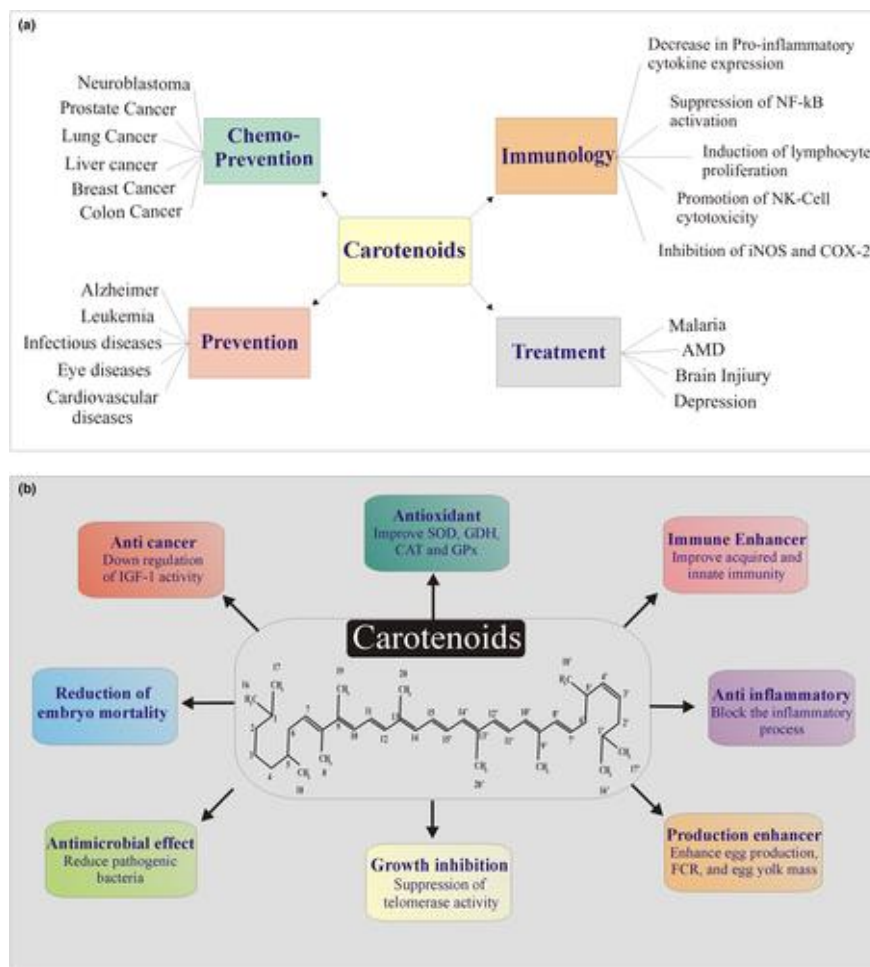 (a)
Neuroblastoma
Prostate Cancer
Lung Cancer
Liver cancer
Breast Cancer
Colon Cancer
Chemo-
Prevention
Immunology
Decrease in Pro-inflammatory
cytokine expression
Suppression of NF-kB
activation
Induction of lymphocyte
proliferation
Promotion of NK-Cell
cytotoxicity
Inhibition of iNOS and COX-2
Carotenoids
Alzheimer
Leukemia
Infectious diseases
Eye diseases
Cardiovascular
diseases
Prevention
Treatment
Malaria
AMD
Brain Injiury
Depression
(b)
Anti cancer
Down regulation
of IGF-1 activity
Antioxidant
Improve SOD, GDH,
CAT and GPx
Immune Enhancer
Improve acquired and
innate immunity
Carotenoids
Reduction of
embryo mortality
Anti inflammatory
Block the inflammatory
process
Antimicrobial effect
Reduce pathogenic
bacteria
Growth inhibition
Suppression of
telomerase activity
Production enhancer
Enhance egg production,
FCR, and egg yolk mass